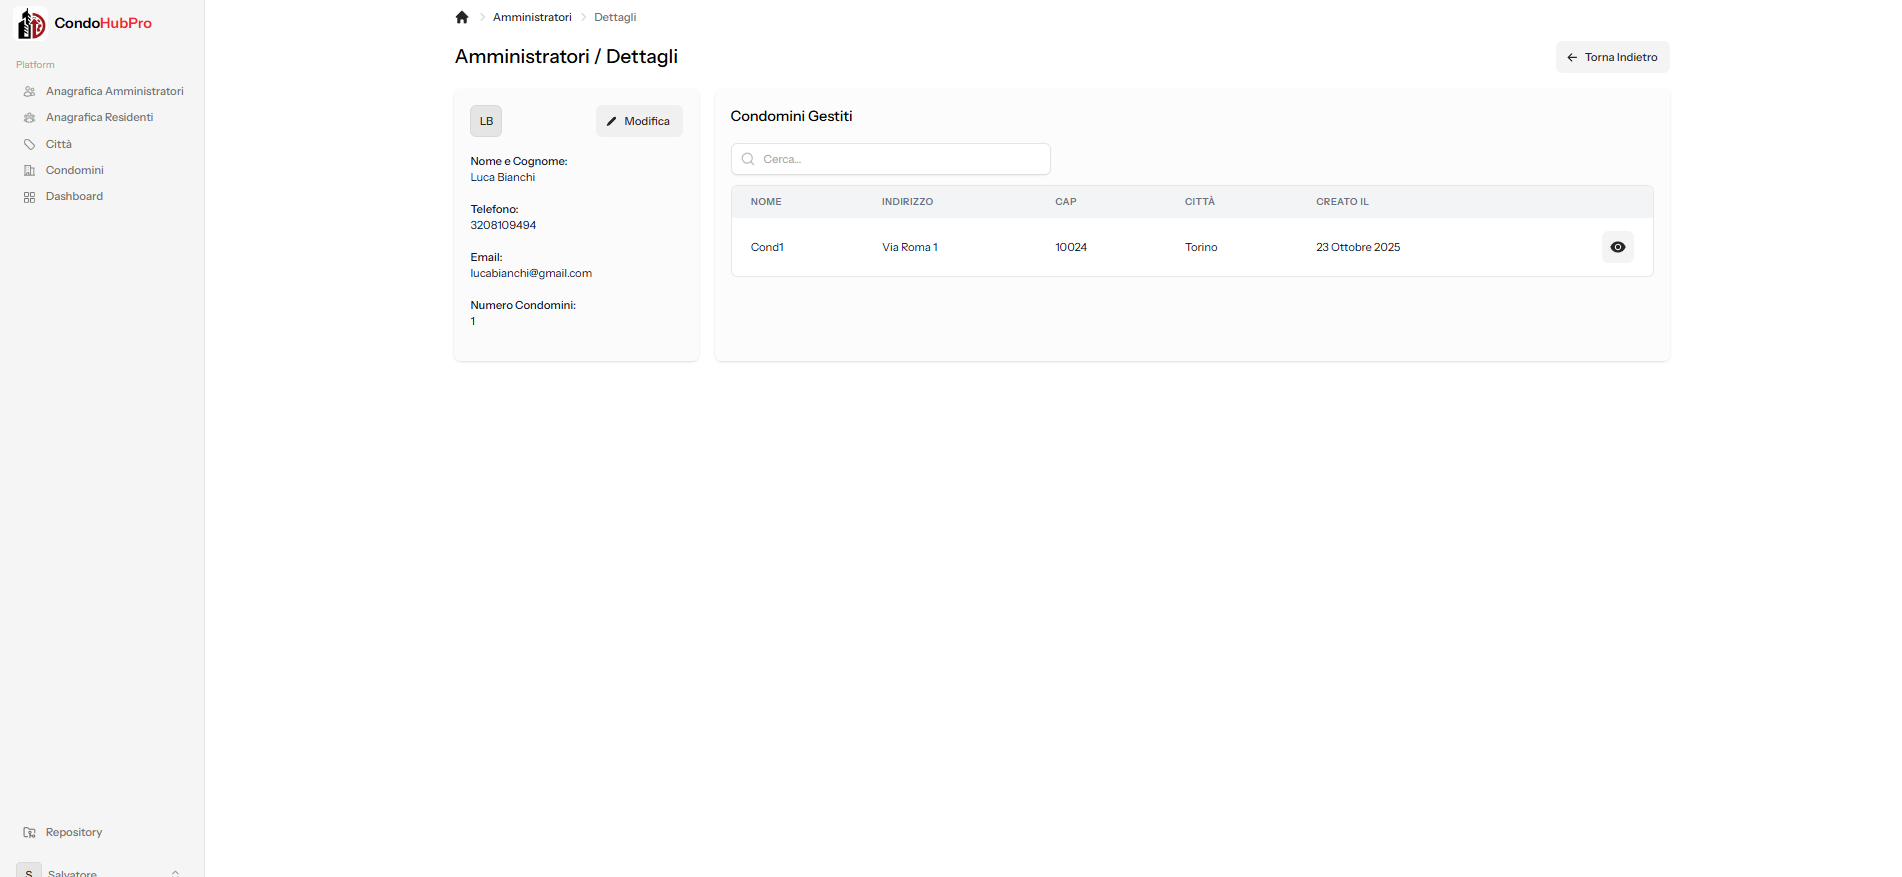 CondoHubPro
Platform
Anagrafica Amministratori
Anagrafica Residenti
Città
Condomini
Dashboard
Repository
S Salvatore
Amministratori Dettagli
Amministratori / Dettagli
Torna Indietro
LB
Modifica
Nome e Cognome:
Luca Bianchi
Telefono:
3208109494
Email:
lucabianchi@gmail.com
Numero Condomini:
1
Condomini Gestiti
Cerca...
NOME INDIRIZZO CAP CITTÀ CREATO IL
Cond1 Via Roma 1 10024 Torino 23 Ottobre 2025